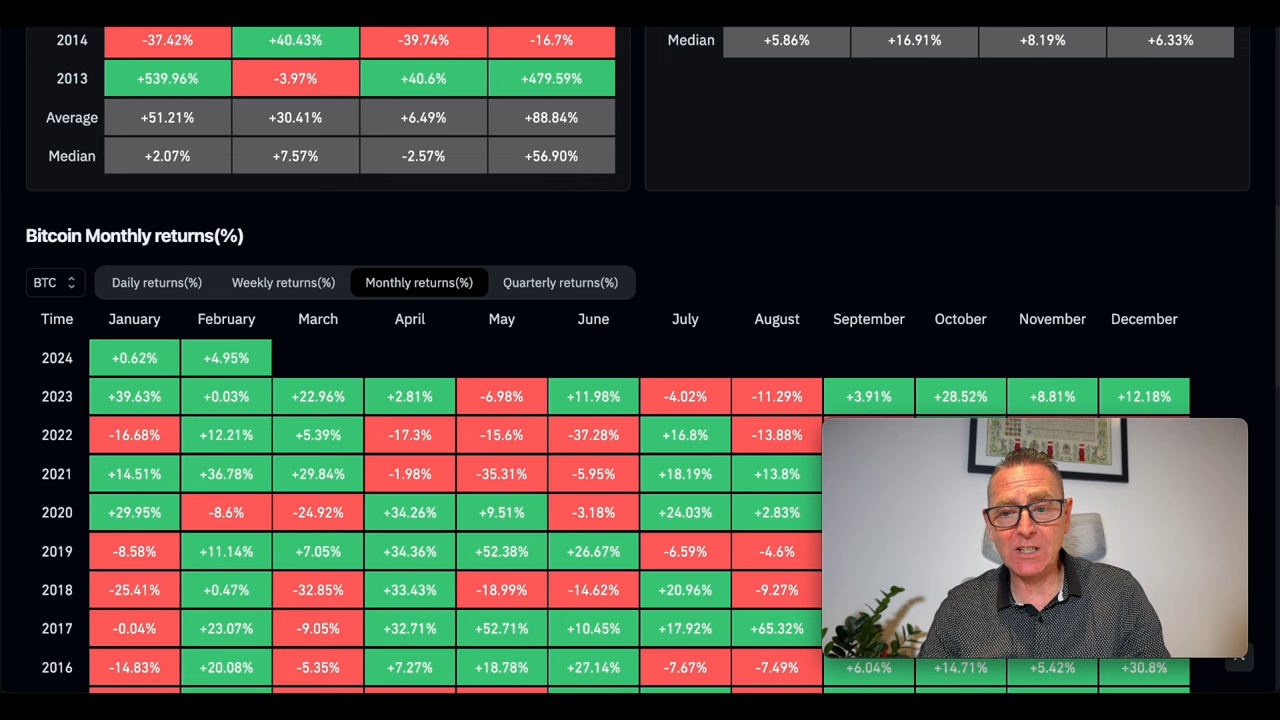 2014 -37.42% +40.43% -39.74% -16.7%
2013 +539.96% -3.97% +40.6% +479.59%
Average +51.21% +30.41% +6.49% +88.84%
Median +2.07% +7.57% -2.57% +56.90%
Median +5.86% +16.91% +8.19% +6.33%
Bitcoin Monthly returns(%)
BTC Daily returns(%) Weekly returns(%) Monthly returns(%) Quarterly returns(%)
Time January February March April May June July August September October November December
2024 +0.62% +4.95%
2023 +39.63% +0.03% +22.96% +2.81% -6.98% +11.98% -4.02% -11.29% +3.91% +28.52% +8.81% +12.18%
2022 -16.68% +12.21% +5.39% -17.3% -15.6% -37.28% +16.8% -13.88%
2021 +14.51% +36.78% +29.84% -1.98% -35.31% -5.95% +18.19% +13.8%
2020 +29.95% -8.6% -24.92% +34.26% +9.51% -3.18% +24.03% +2.83%
2019 -8.58% +11.14% +7.05% +34.36% +52.38% +26.67% -6.59% -4.6%
2018 -25.41% +0.47% -32.85% +33.43% -18.99% -14.62% +20.96% -9.27%
2017 -0.04% +23.07% -9.05% +32.71% +52.71% +10.45% +17.92% +65.32%
2016 -14.83% +20.08% -5.35% +7.27% +18.78% +27.14% -7.67% -7.49% +6.04% +14.71% +5.42% +30.8%